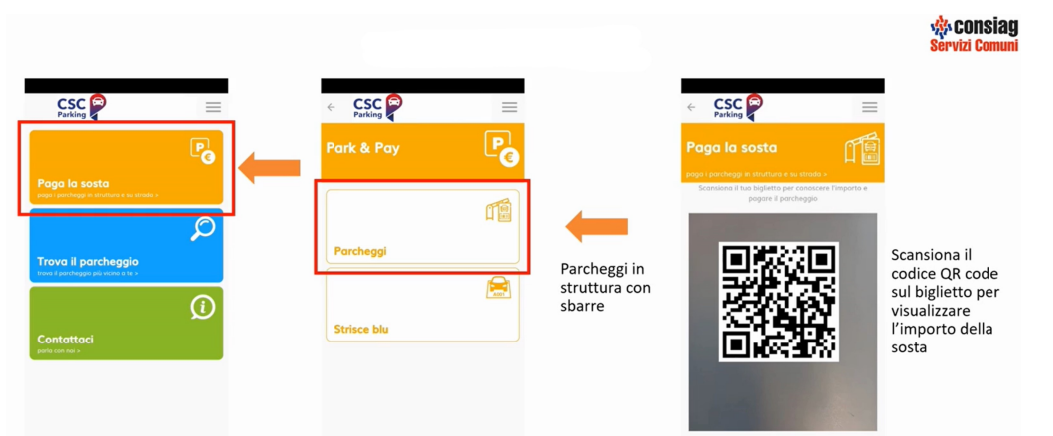 consiag
Servizi Comuni
CSC
Parking
P
€
Paga la sosta
paga i parcheggi in struttura e su strada >
Trova il parcheggio
trova il parcheggio più vicino a te >
i
Contattaci
parla con noi >
CSC
Parking
Park & Pay
P
€
Parcheggi
Strisce blu
Parcheggi in
struttura con
sbarre
CSC
Parking
Paga la sosta
paga i parcheggi in struttura e su strada >
Scansiona il tuo biglietto per conoscere l'importo e
pagare il parcheggio
Scansiona il
codice QR code
sul biglietto per
visualizzare
l'importo della
sosta